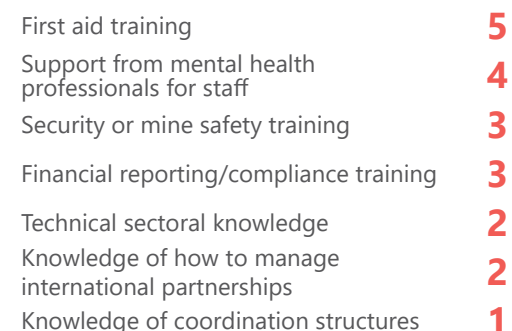 First aid training 5
Support from mental health
professionals for staff 4
Security or mine safety training 3
Financial reporting/compliance training 3
Technical sectoral knowledge 2
Knowledge of how to manage
international partnerships 2
Knowledge of coordination structures 1